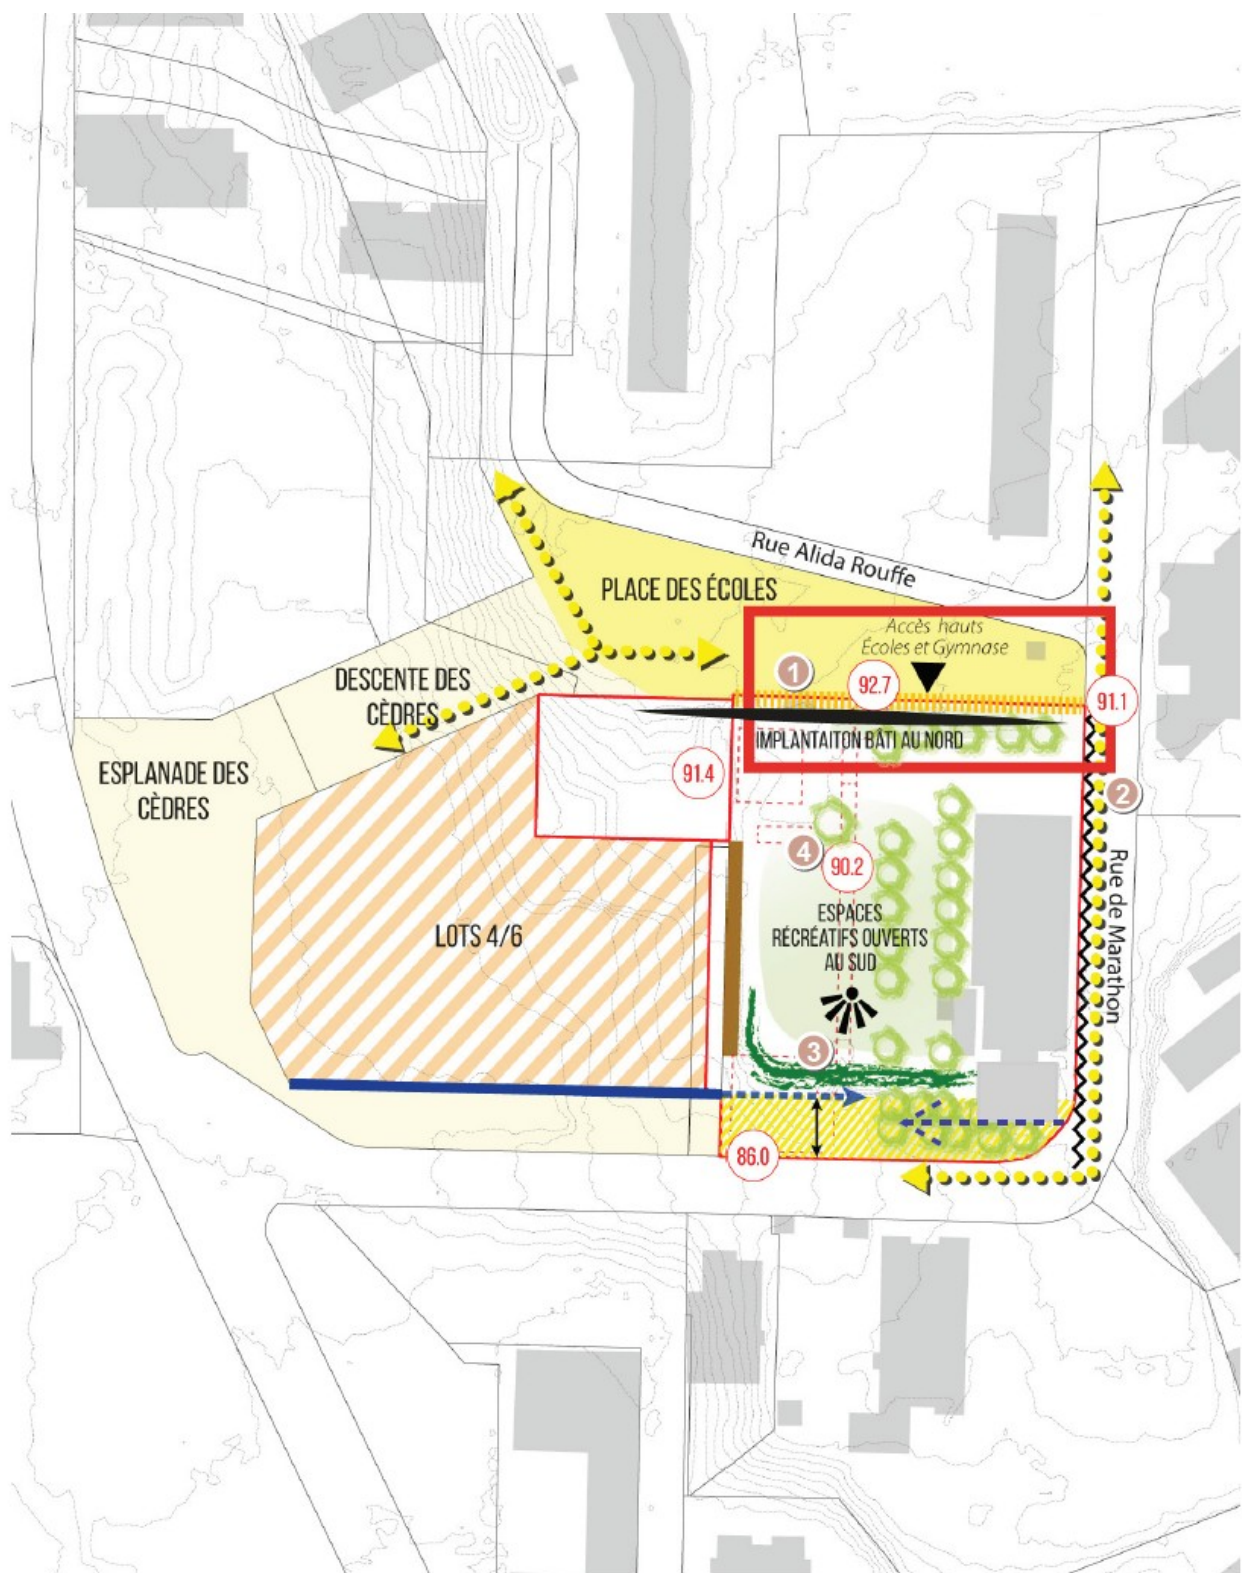 Rue Alida Rouffe
PLACE DES ÉCOLES
Accès hauts
Écoles et Gymnase
1
92.7
91.1
DESCENTE DES
CÈDRES
IMPLANTAITON BÂTI AU NORD
ESPLANADE DES
CÈDRES
91.4
2
4
90.2
Rue de Marathon
ESPACES
RÉCRÉATIFS OUVERTS
AU SUD
LOTS 4/6
3
86.0